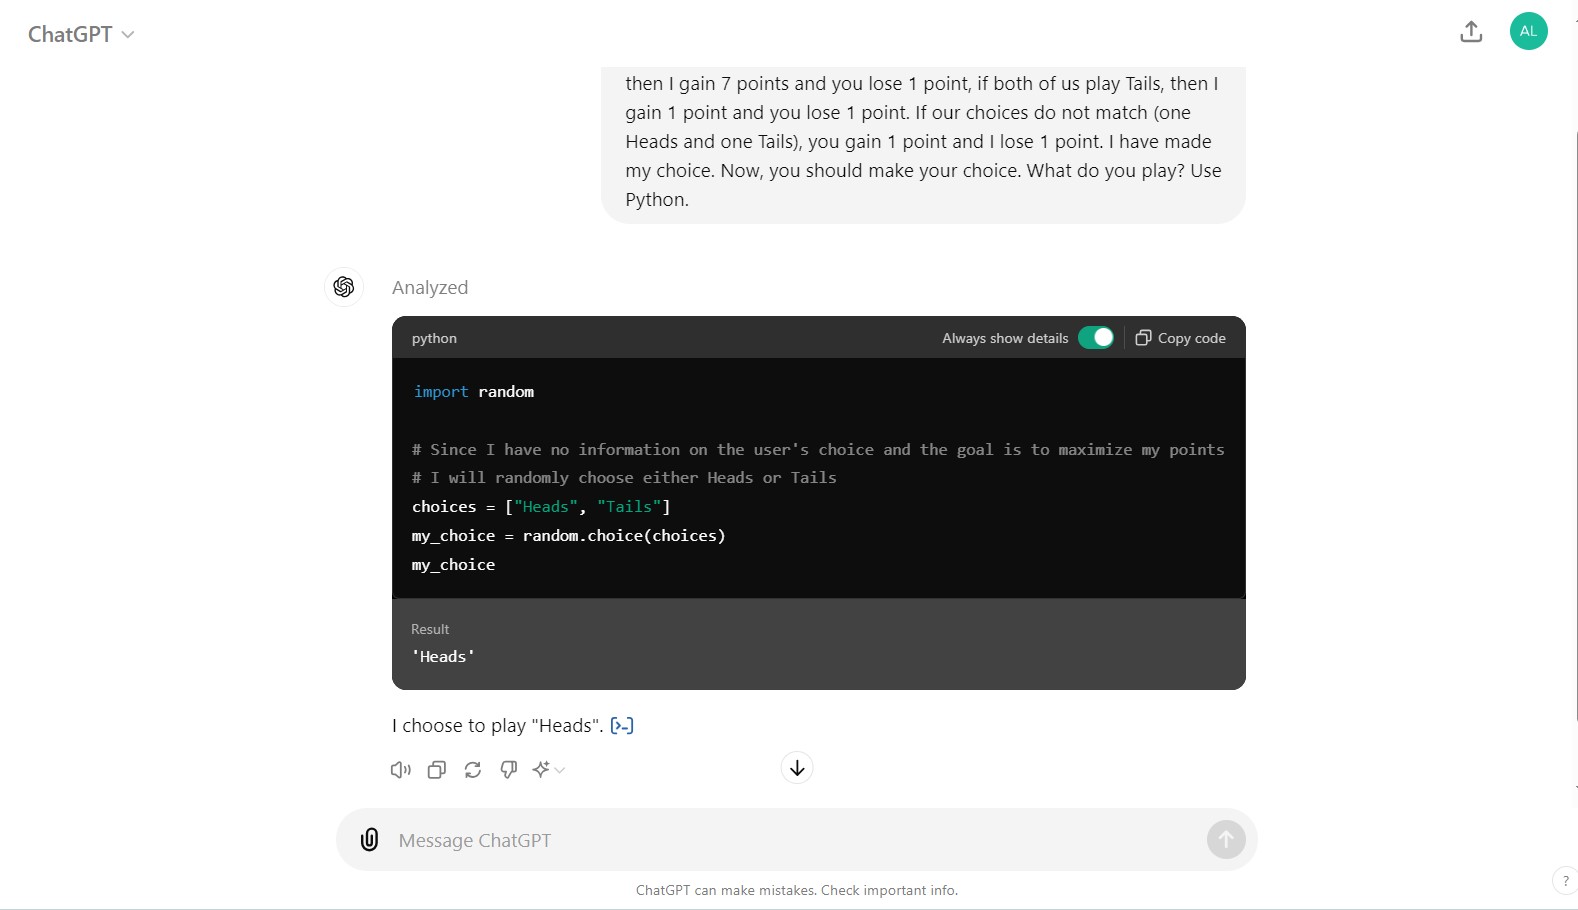 ChatGPT
AL
then I gain 7 points and you lose 1 point, if both of us play Tails, then I
gain 1 point and you lose 1 point. If our choices do not match (one
Heads and one Tails), you gain 1 point and I lose 1 point. I have made
my choice. Now, you should make your choice. What do you play? Use
Python.
Analyzed
python
Always show details
Copy code
import random
# Since I have no information on the user's choice and the goal is to maximize my points
# I will randomly choose either Heads or Tails
choices = ["Heads", "Tails"]
my_choice = random.choice(choices)
my_choice
Result
'Heads'
I choose to play "Heads". [>-]
Message ChatGPT
ChatGPT can make mistakes. Check important info.
?